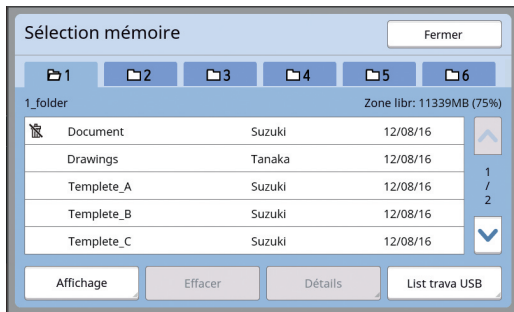 Sélection mémoire Fermer
1 2 3 4 5 6
1_folder Zone libr: 11339MB (75%)
Document Suzuki 12/08/16
Drawings Tanaka 12/08/16
Templete_A Suzuki 12/08/16
1
/
2
Templete_B Suzuki 12/08/16
Templete_C Suzuki 12/08/16
Affichage Effacer Détails List trava USB